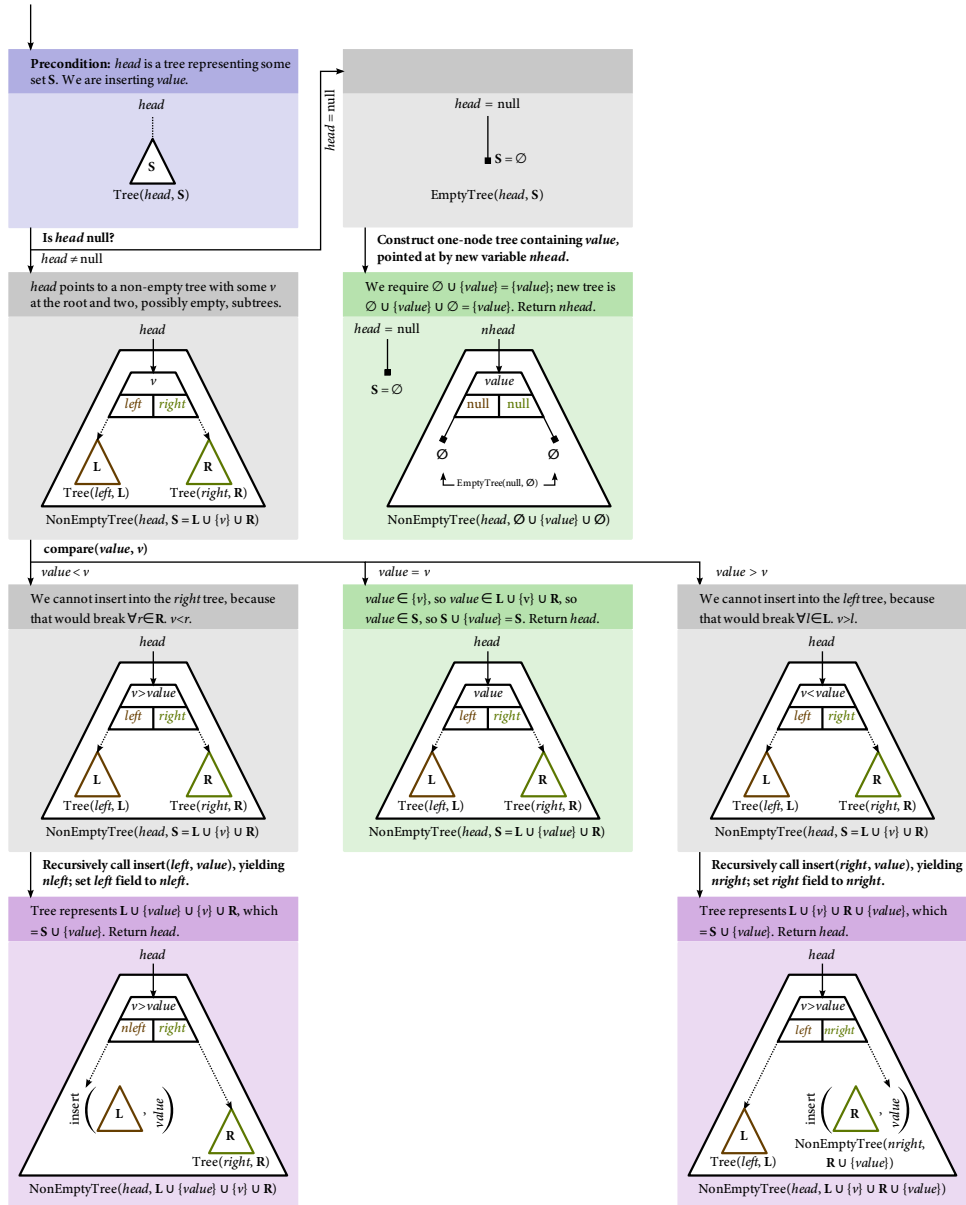 Precondition: head is a tree representing some
set S. We are inserting value.
head
S
Tree(head, S)
head = null
head = null
S = ∅
EmptyTree(head, S)
Is head null?
head ≠ null
Construct one-node tree containing value,
pointed at by new variable nhead.
head points to a non-empty tree with some v
at the root and two, possibly empty, subtrees.
head
v
left right
L
R
Tree(left, L)
Tree(right, R)
NonEmptyTree(head, S = L ∪ {v} ∪ R)
We require ∅ ∪ {value} = {value}; new tree is
∅ ∪ {value} ∪ ∅ = {value}. Return nhead.
head = null
S = ∅
nhead
value
null null
∅
∅
EmptyTree(null, ∅)
NonEmptyTree(head, ∅ ∪ {value} ∪ ∅)
compare(value, v)
value < v
value = v
value > v
We cannot insert into the right tree, because
that would break ∀r∈R. v<r.
head
v>value
left right
L
R
Tree(left, L)
Tree(right, R)
NonEmptyTree(head, S = L ∪ {v} ∪ R)
value ∈ {v}, so value ∈ L ∪ {v} ∪ R, so
value ∈ S, so S ∪ {value} = S. Return head.
head
value
left right
L
R
Tree(left, L)
Tree(right, R)
NonEmptyTree(head, S = L ∪ {value} ∪ R)
We cannot insert into the left tree, because
that would break ∀l∈L. v>l.
head
v<value
left right
L
R
Tree(left, L)
Tree(right, R)
NonEmptyTree(head, S = L ∪ {v} ∪ R)
Recursively call insert(left, value), yielding
nleft; set left field to nleft.
Tree represents L ∪ {value} ∪ {v} ∪ R, which
= S ∪ {value}. Return head.
head
v>value
nleft right
insert ( L , value )
R
Tree(right, R)
NonEmptyTree(head, L ∪ {value} ∪ {v} ∪ R)
Recursively call insert(right, value), yielding
nright; set right field to nright.
Tree represents L ∪ {v} ∪ R ∪ {value}, which
= S ∪ {value}. Return head.
head
v>value
left nright
L
Tree(left, L)
insert ( R , value )
NonEmptyTree(nright,
R ∪ {value})
NonEmptyTree(head, L ∪ {v} ∪ R ∪ {value})